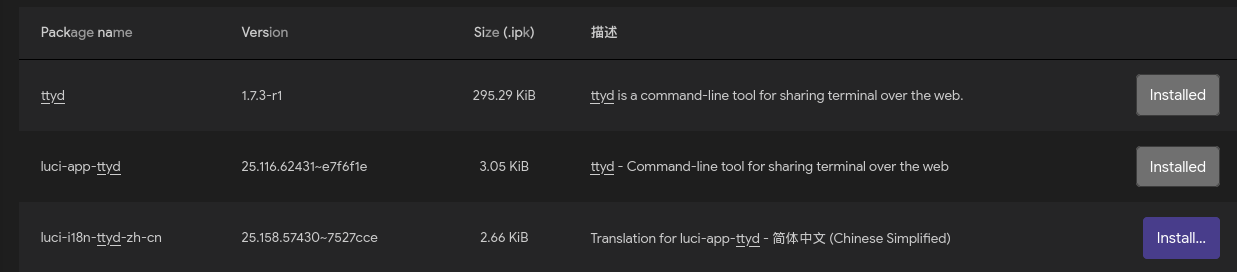 Package name Version Size (.ipk) 描述
ttyd 1.7.3-r1 295.29 KiB ttyd is a command-line tool for sharing terminal over the web. Installed
luci-app-ttyd 25.116.62431~e7f6f1e 3.05 KiB ttyd - Command-line tool for sharing terminal over the web Installed
luci-i18n-ttyd-zh-cn 25.158.57430~7527cce 2.66 KiB Translation for luci-app-ttyd - 简体中文 (Chinese Simplified) Install...